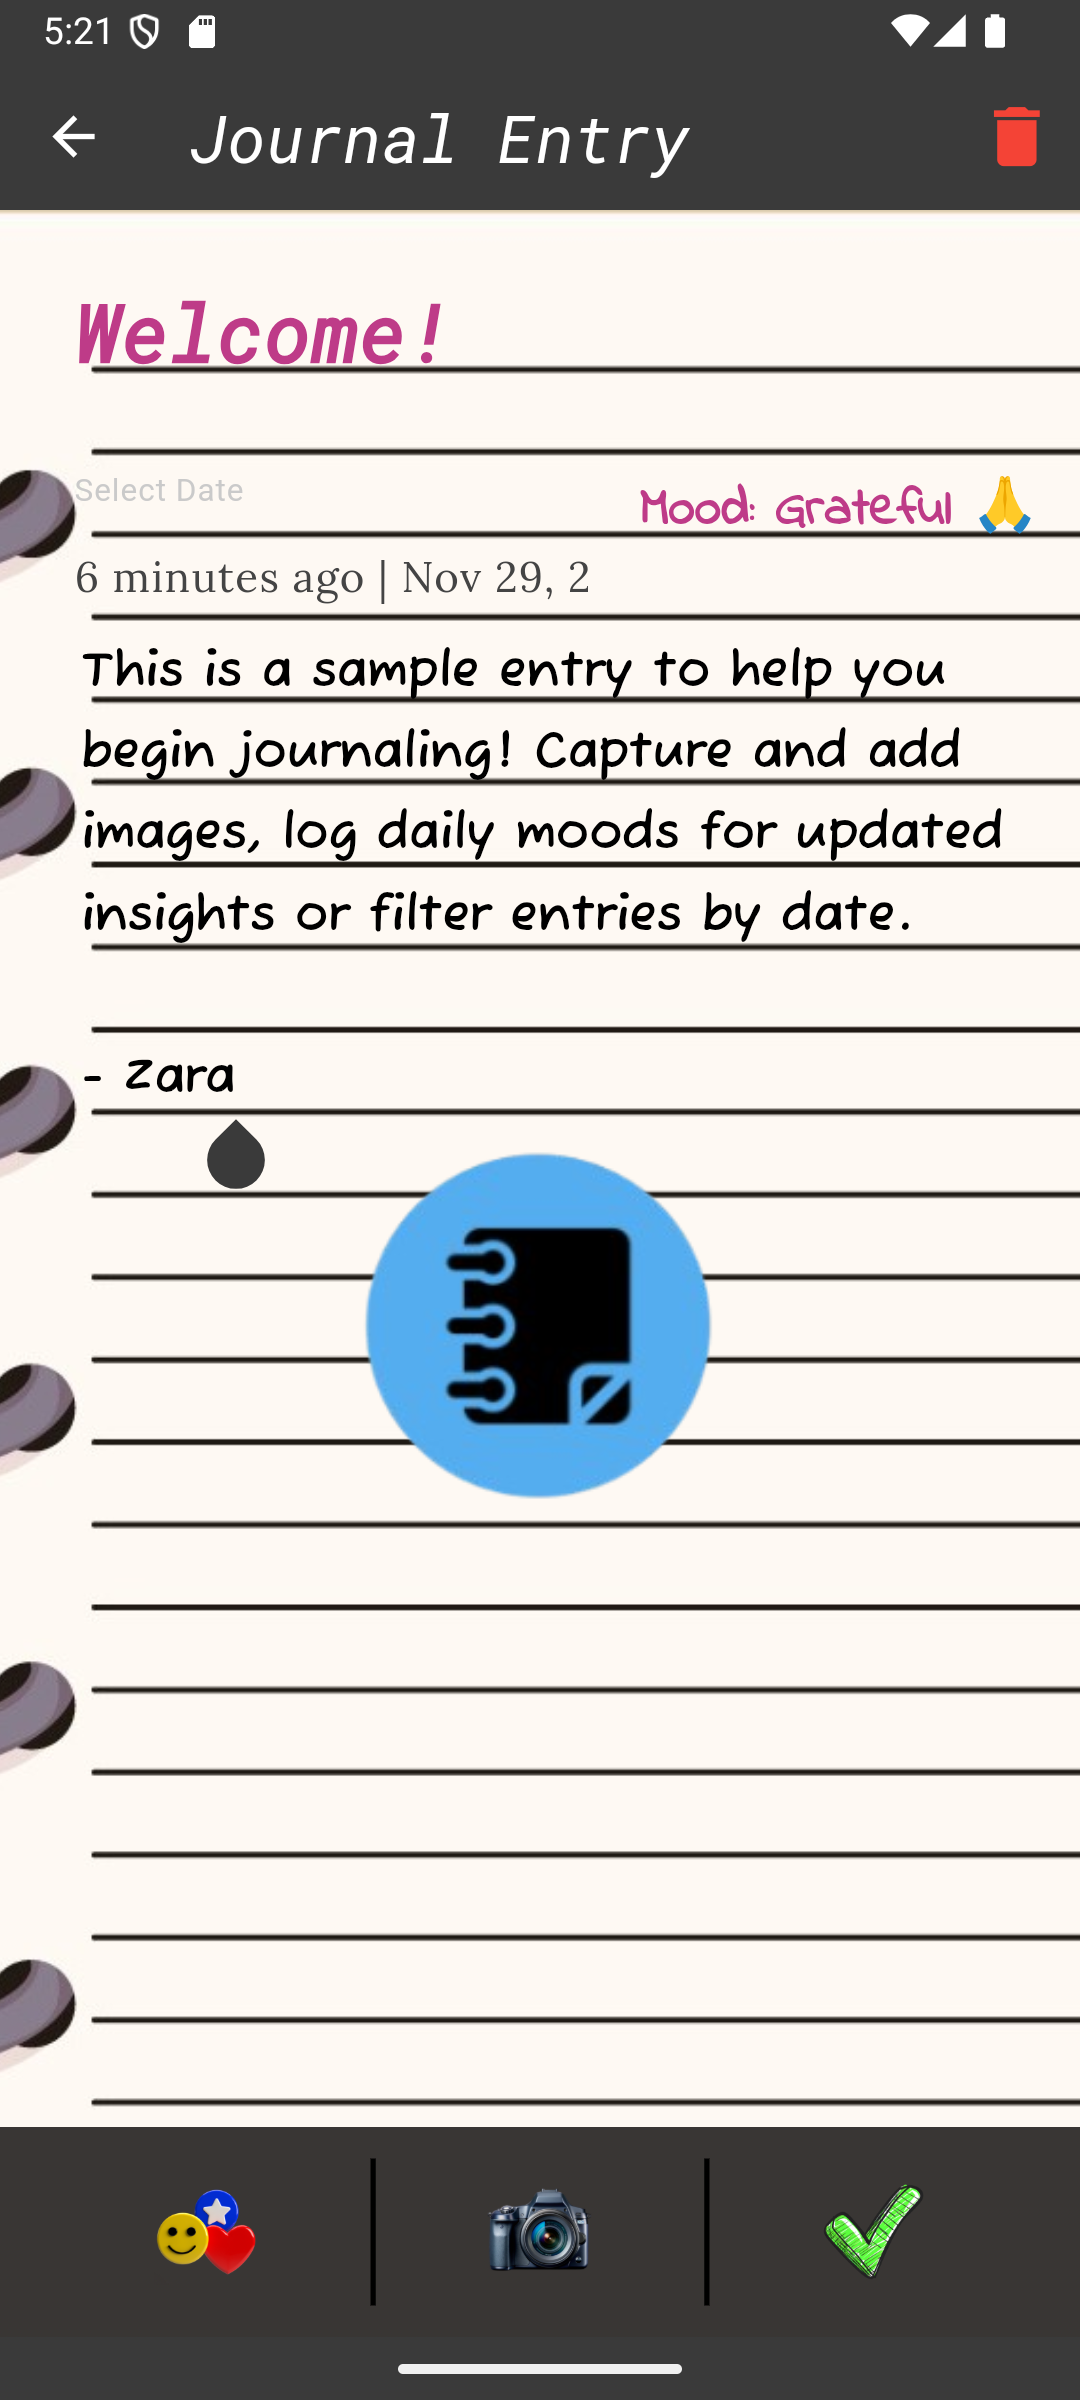 5:21
Journal Entry
Welcome!
Select Date
Mood: Grateful 🙏
6 minutes ago | Nov 29, 2
This is a sample entry to help you
begin journaling! Capture and add
images, log daily moods for updated
insights or filter entries by date.
- Zara